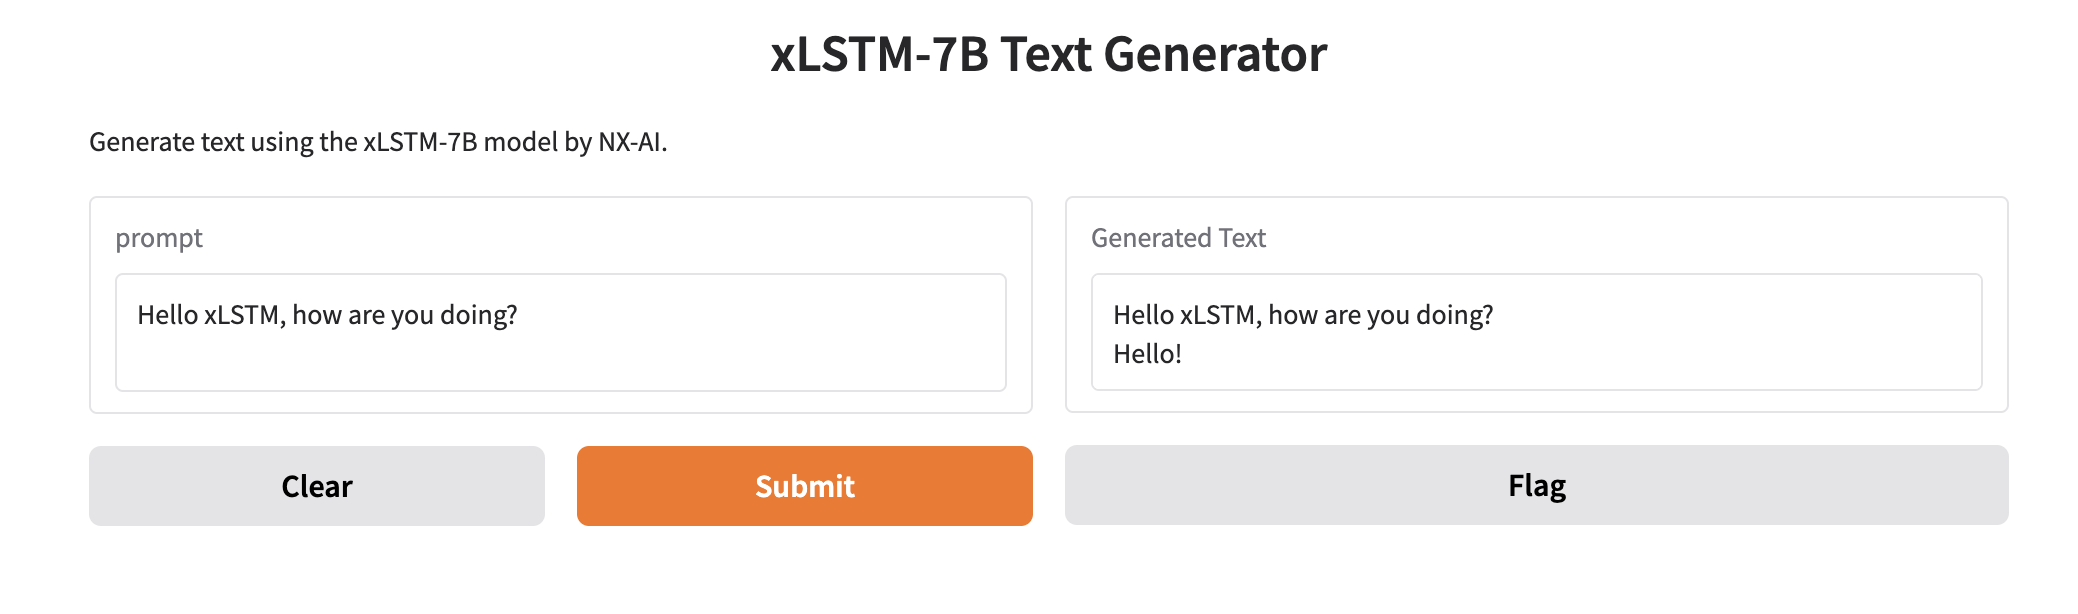 xLSTM-7B Text Generator
Generate text using the xLSTM-7B model by NX-AI.
prompt
Hello xLSTM, how are you doing?
Generated Text
Hello xLSTM, how are you doing?
Hello!
Clear
Submit
Flag